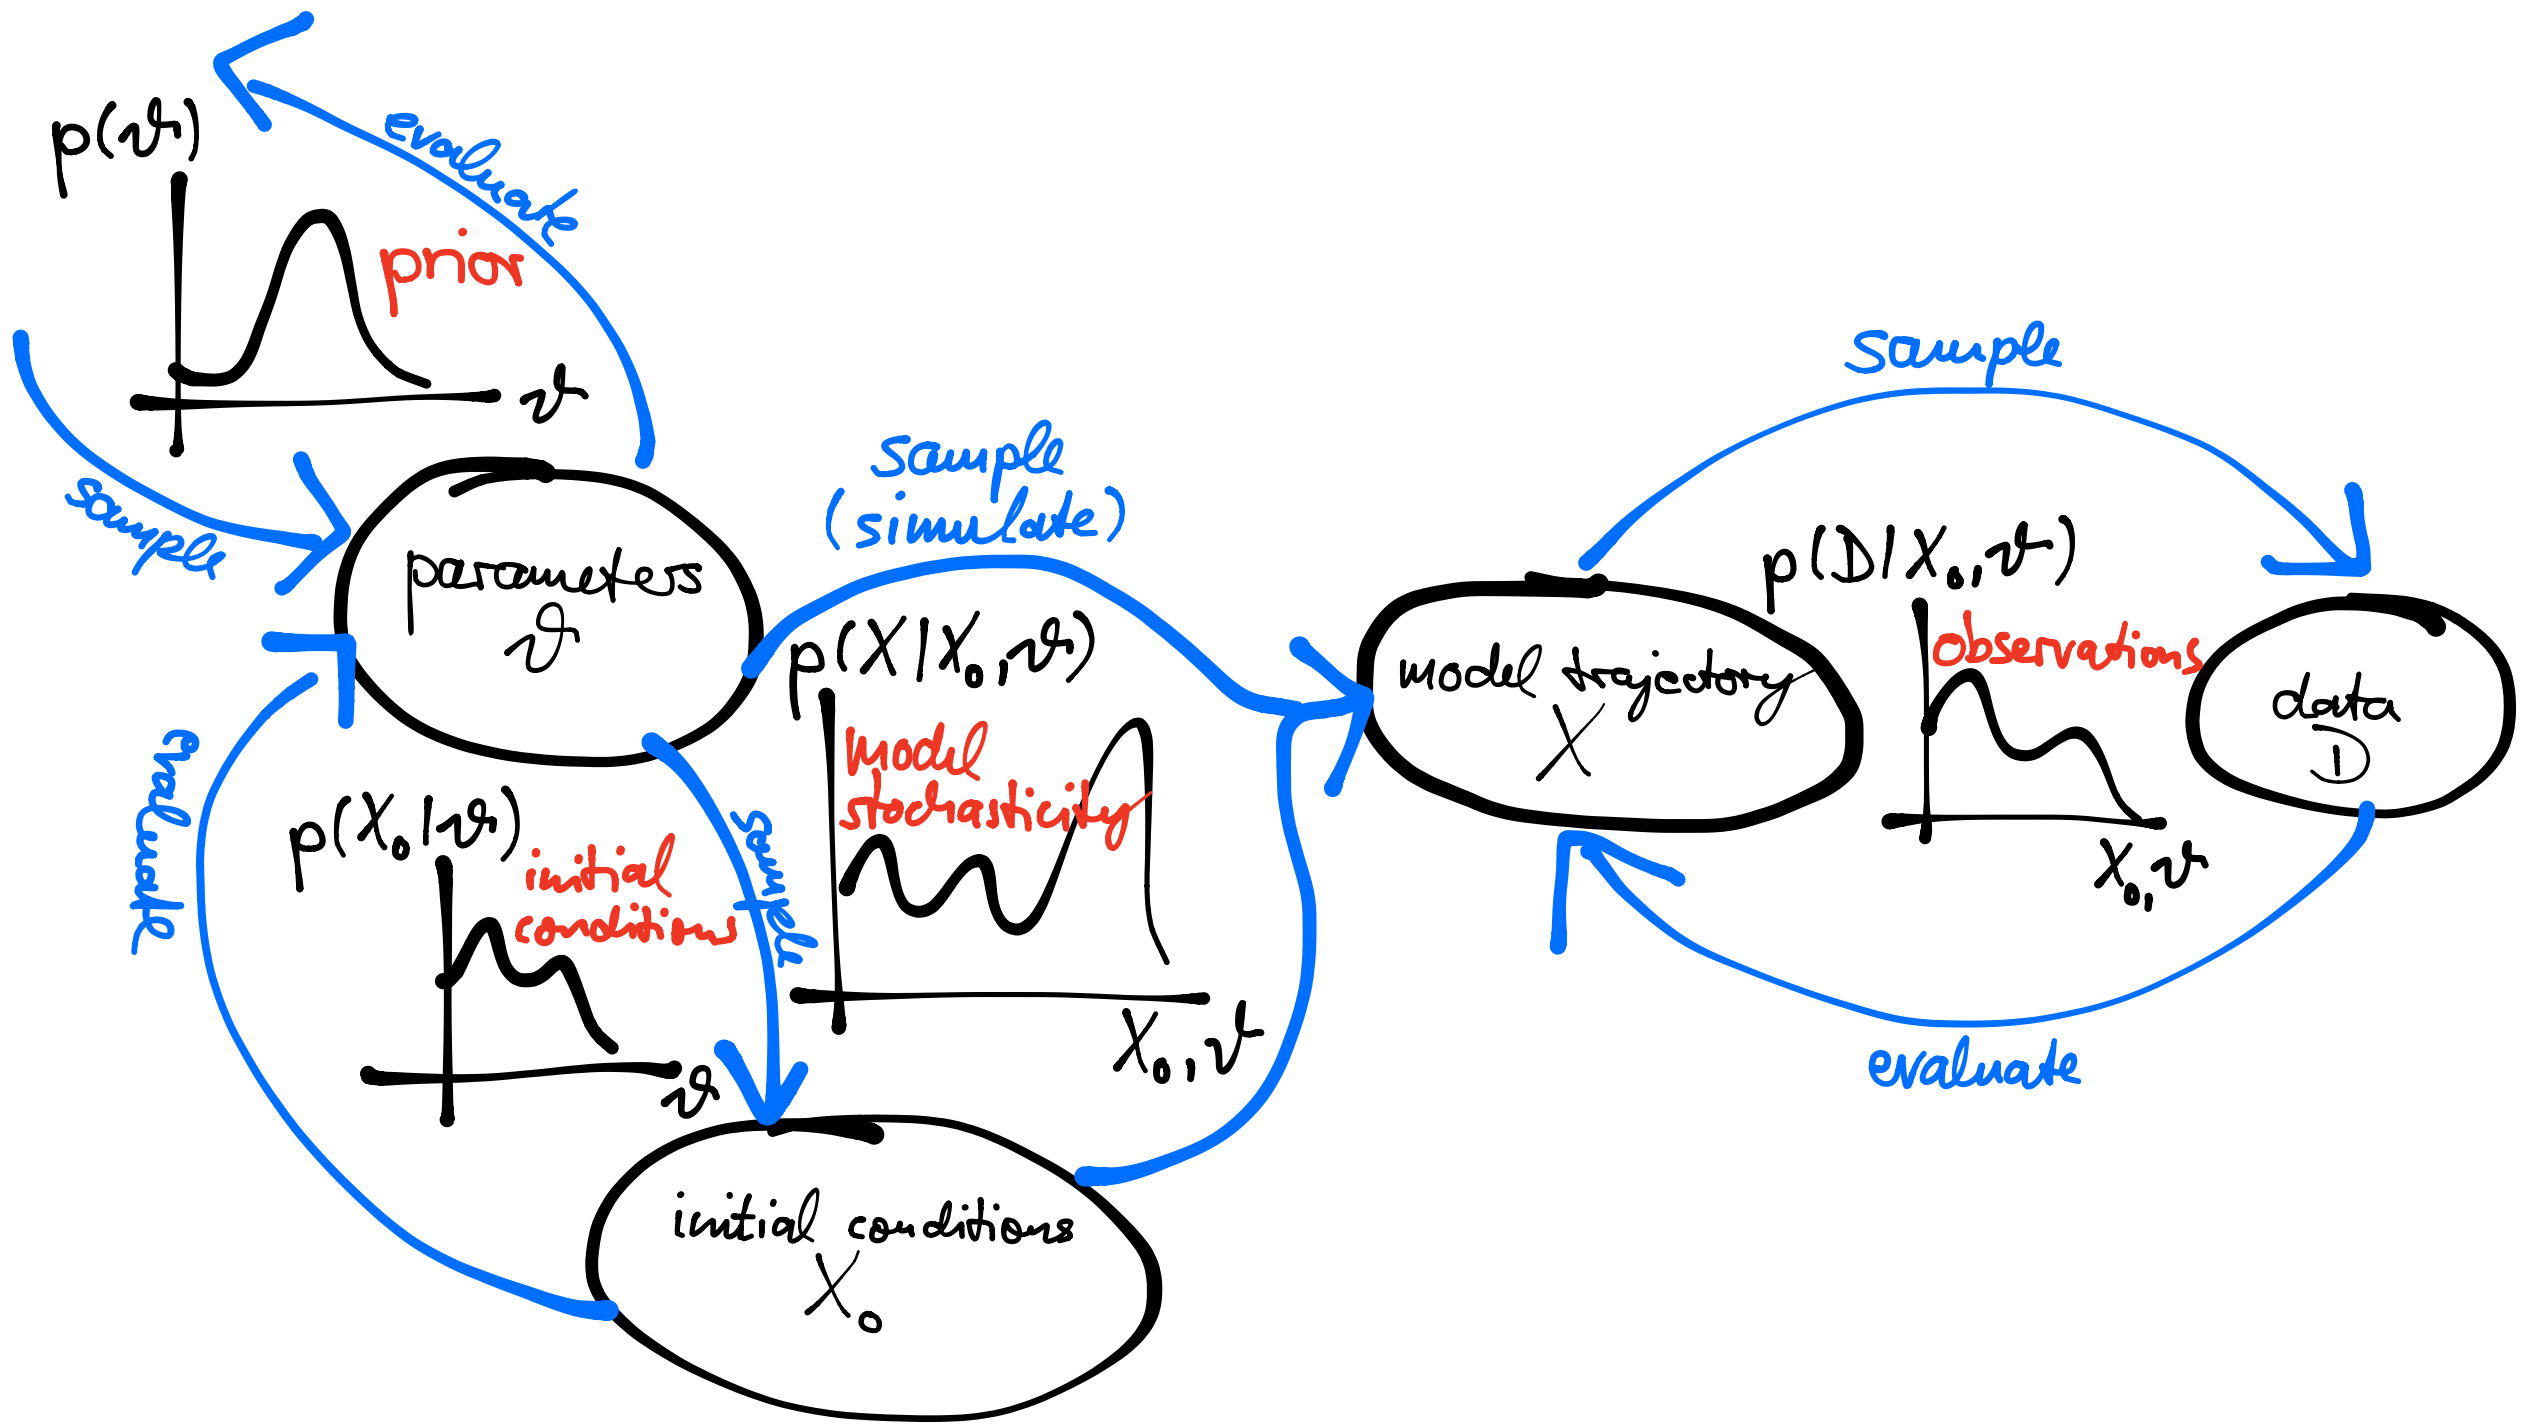 evaluate
p(ϑ)
prior
ϑ
sample
parameters
ϑ
sample
(simulate)
p(X|X₀,ϑ)
model
stochasticity
X₀,ϑ
evaluate
p(X₀|ϑ)
initial
conditions
ϑ
sample
initial conditions
X₀
model trajectory
X
sample
p(D|X₀,ϑ)
observations
X₀,ϑ
data
D
evaluate